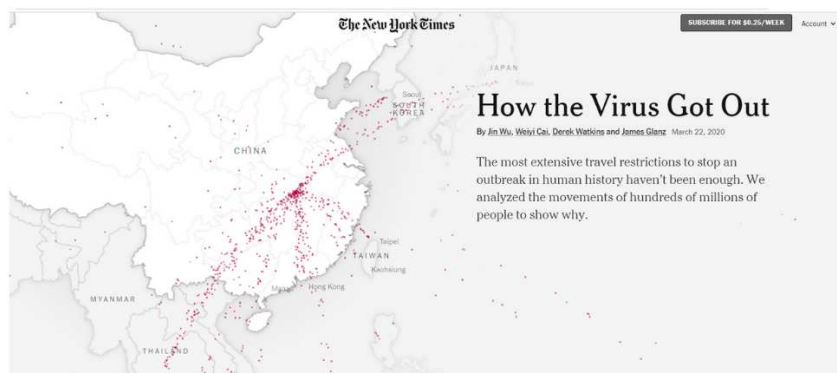 The New York Times
SUBSCRIBE FOR $0.25/WEEK
Account
JAPAN
Tokyo
Seoul
SOUTH
KOREA
How the Virus Got Out
By Jin Wu, Weiyi Cai, Derek Watkins and James Glanz March 22, 2020
CHINA
The most extensive travel restrictions to stop an
outbreak in human history haven't been enough. We
analyzed the movements of hundreds of millions of
people to show why.
Taipei
TAIWAN
Kaohsiung
Hong Kong
MYANMAR
THAILAND